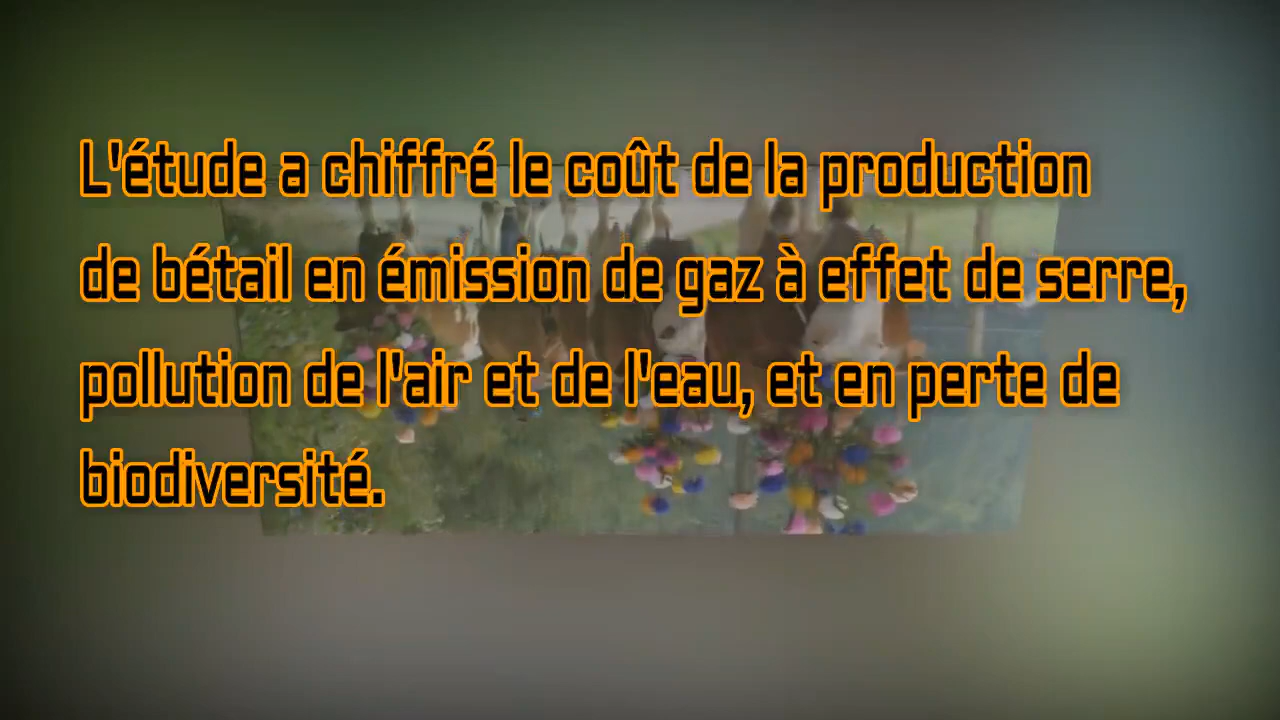 L'étude a chiffré le coût de la production
de bétail en émission de gaz à effet de serre,
pollution de l'air et de l'eau, et en perte de
biodiversité.